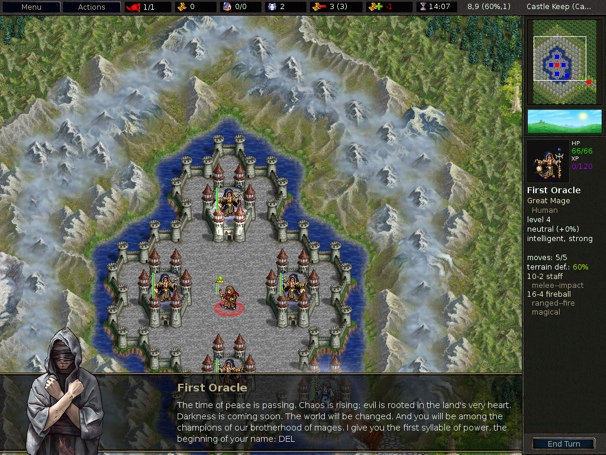 Menu Actions 1/1 0 0/0 2 3 (3) -1 14:07 8,9 (60%,1) Castle Keep (Ca...
HP
66/66
XP
0/120
First Oracle
Great Mage
Human
level 4
neutral (+0%)
intelligent, strong
moves: 5/5
terrain def.: 60%
10-2 staff
melee–impact
16-4 fireball
ranged–fire
magical
First Oracle
The time of peace is passing. Chaos is rising; evil is rooted in the land's very heart.
Darkness is coming soon. The world will be changed. And you will be among the
champions of our brotherhood of mages. I give you the first syllable of power, the
beginning of your name: DEL
End Turn